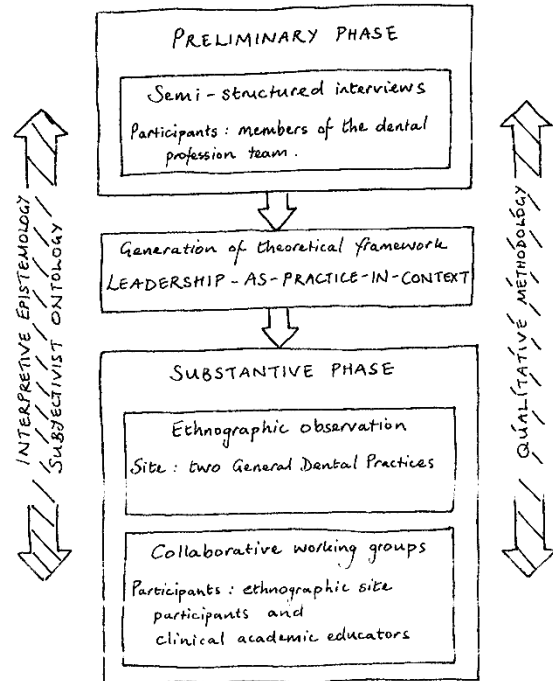 PRELIMINARY PHASE
Semi-structured interviews
Participants: members of the dental
profession team.
Generation of theoretical framework
LEADERSHIP-AS-PRACTICE-IN-CONTEXT
SUBSTANTIVE PHASE
Ethnographic observation
Site: two General Dental Practices
Collaborative working groups
Participants: ethnographic site
participants and
clinical academic educators
INTERPRETIVE EPISTEMOLOGY
SUBJECTIVIST ONTOLOGY
QUALITATIVE METHODOLOGY